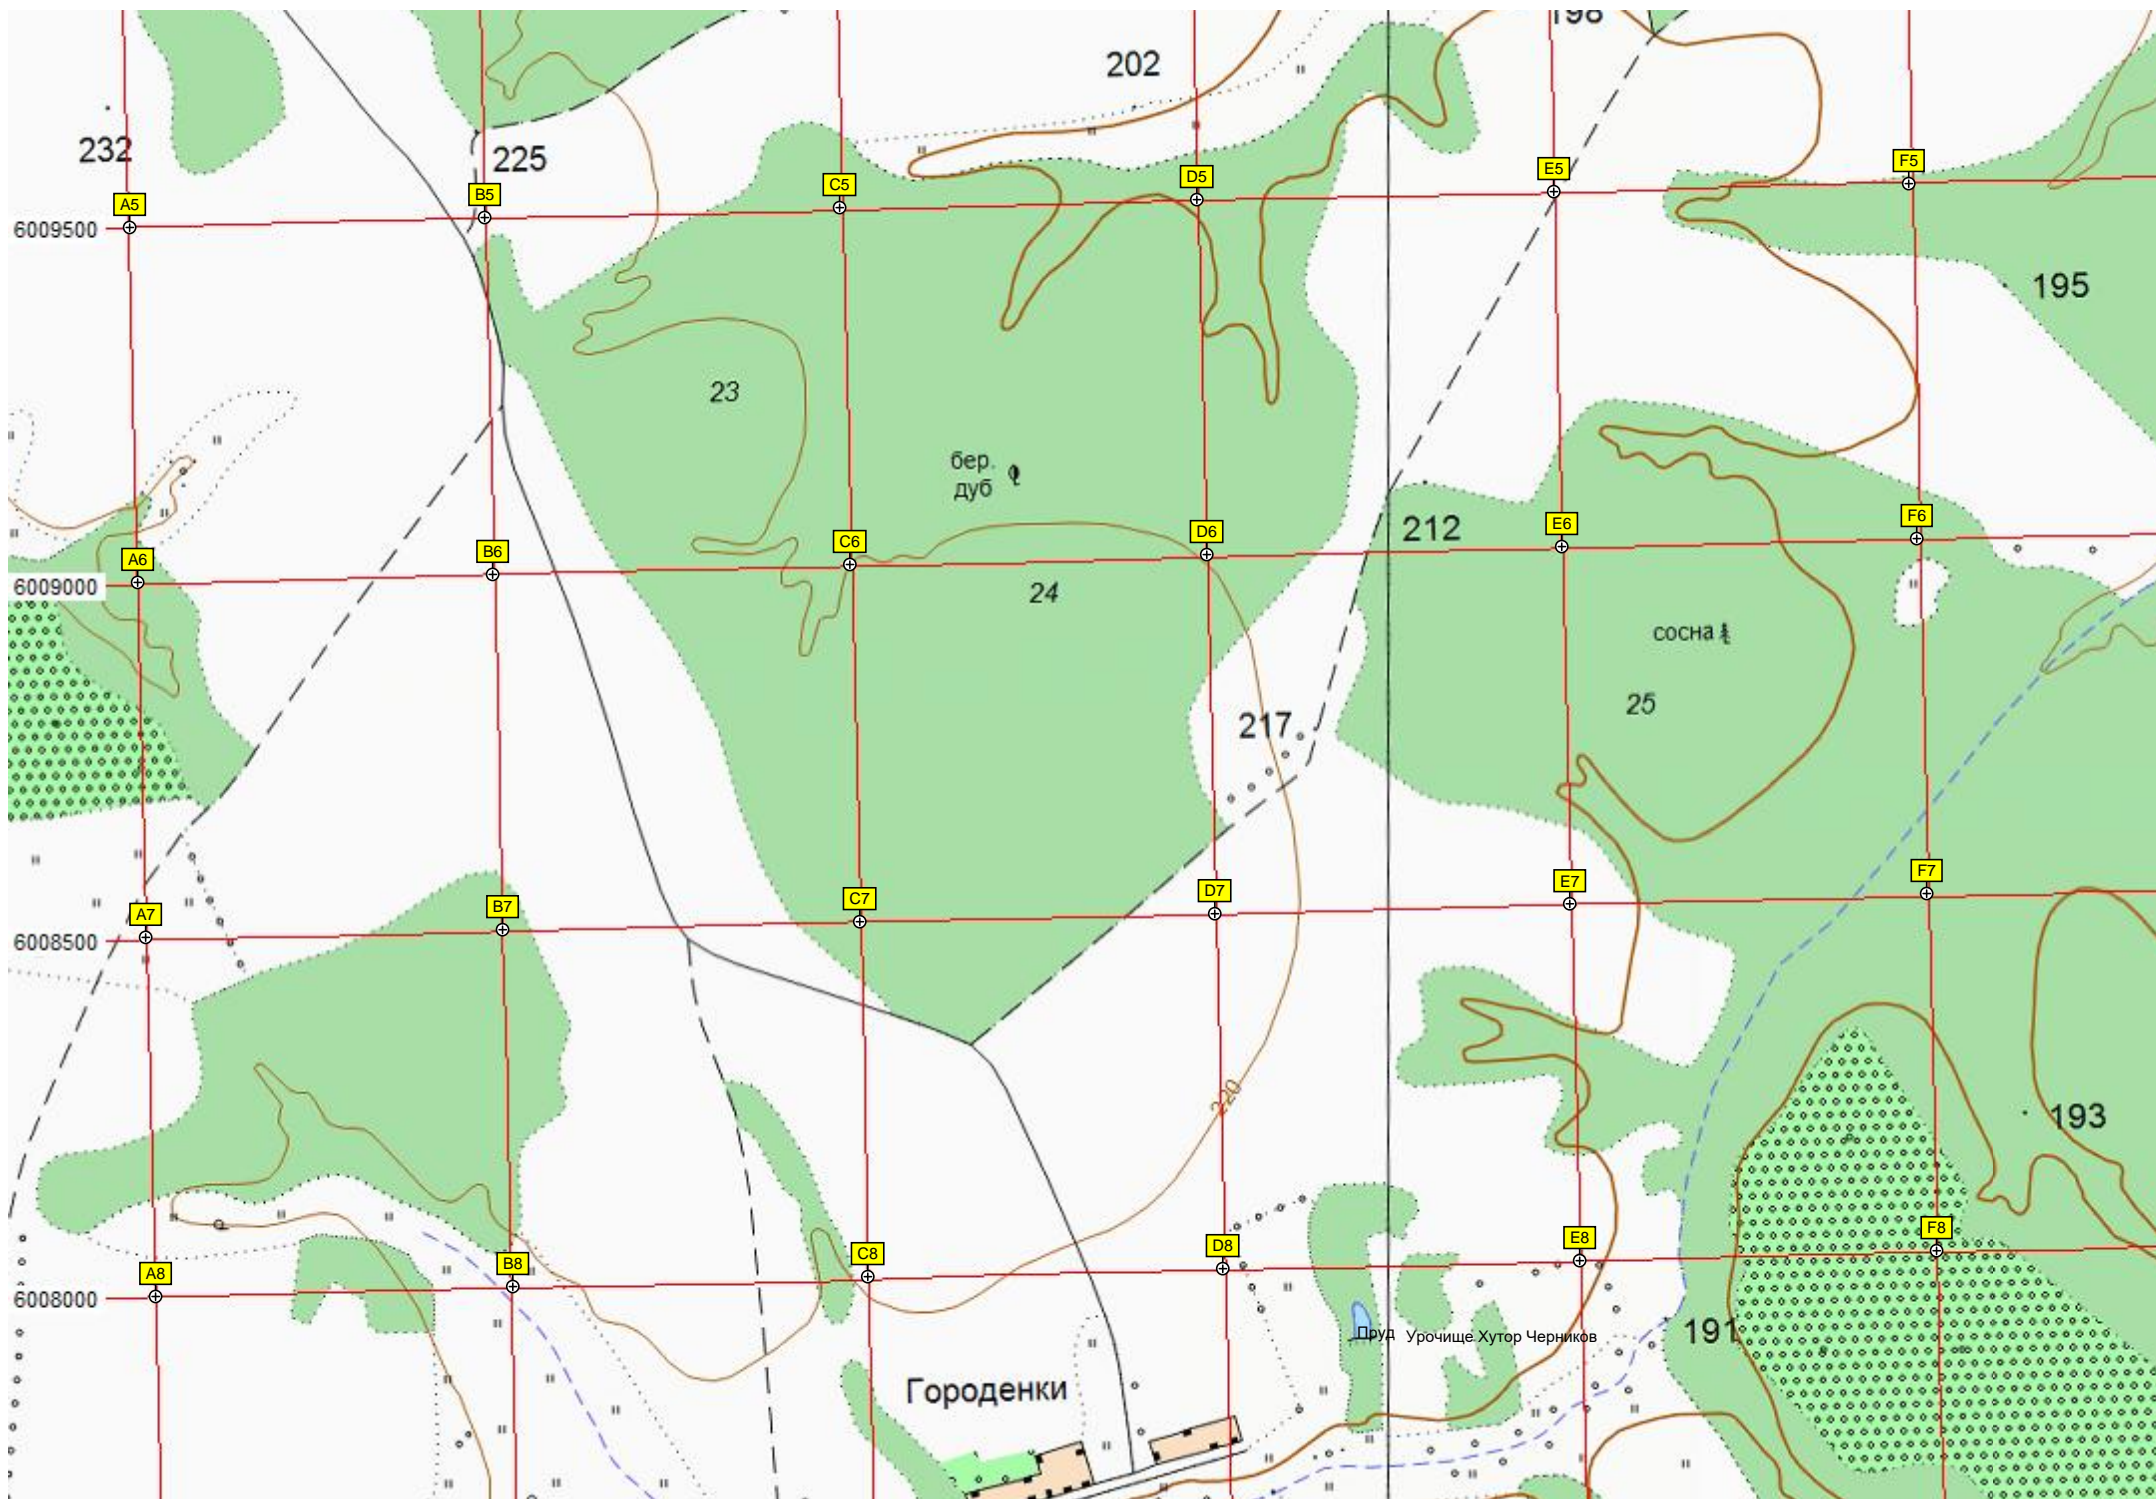 198
202
232
225
A5
B5
C5
D5
E5
F5
6009500
195
23
бер.
дуб
A6
B6
C6
D6
212
E6
F6
6009000
24
сосна
25
217
A7
B7
C7
D7
E7
F7
6008500
220
193
A8
B8
C8
D8
E8
F8
6008000
Пруд
Урочище Хутор Черников
191
Городенки